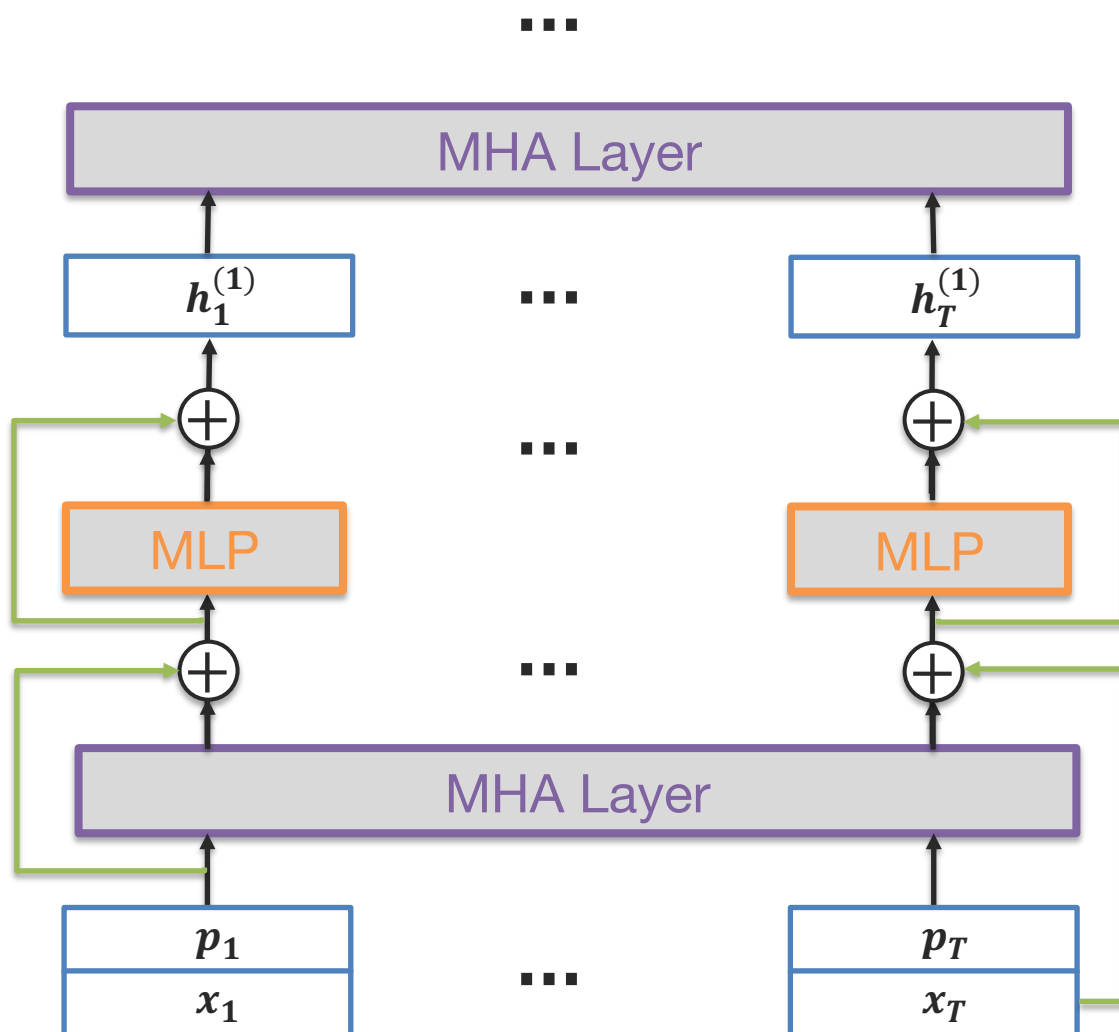 ...
MHA Layer
h_1^{(1)} ... h_T^{(1)}
+ ... +
MLP MLP
+ ... +
MHA Layer
p_1 p_T
x_1 ... x_T